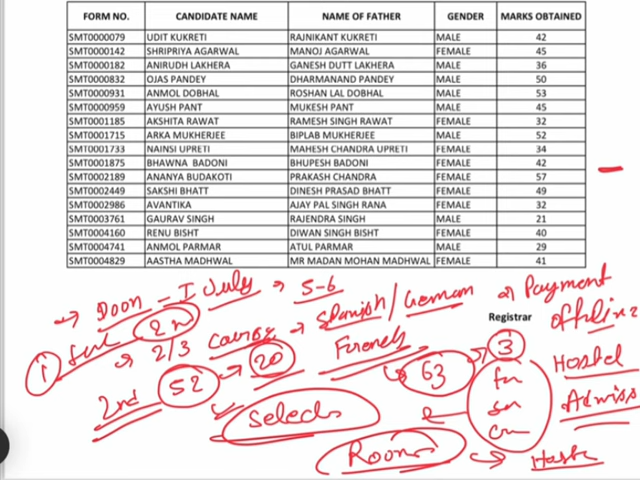 FORM NO. CANDIDATE NAME NAME OF FATHER GENDER MARKS OBTAINED
SMT0000079 UDIT KUKRETI RAJNIKANT KUKRETI MALE 42
SMT0000142 SHRIPRIYA AGARWAL MANOJ AGARWAL FEMALE 45
SMT0000182 ANIRUDH LAKHERA GANESH DUTT LAKHERA MALE 36
SMT0000832 OJAS PANDEY DHARMANAND PANDEY MALE 50
SMT0000931 ANMOL DOBHAL ROSHAN LAL DOBHAL MALE 53
SMT0000959 AYUSH PANT MUKESH PANT MALE 45
SMT0001185 AKSHITA RAWAT RAMESH SINGH RAWAT FEMALE 32
SMT0001715 ARKA MUKHERJEE BIPLAB MUKHERJEE MALE 52
SMT0001733 NAINSI UPRETI MAHESH CHANDRA UPRETI FEMALE 34
SMT0001875 BHAWNA BADONI BHUPESH BADONI FEMALE 42
SMT0002189 ANANYA BUDAKOTI PRAKASH CHANDRA FEMALE 57
SMT0002449 SAKSHI BHATT DINESH PRASAD BHATT FEMALE 49
SMT0002986 AVANTIKA AJAY PAL SINGH RANA FEMALE 32
SMT0003761 GAURAV SINGH RAJENDRA SINGH MALE 21
SMT0004160 RENU BISHT DIWAN SINGH BISHT FEMALE 40
SMT0004741 ANMOL PARMAR ATUL PARMAR MALE 29
SMT0004829 AASTHA MADHWAL MR MADAN MOHAN MADHWAL FEMALE 41
Doon - I July 5-6
Spanish / German Payment
Registrar
offline
1 2
2/3 French 3
2nd 52 20 63 Hostel
Admiss
Room